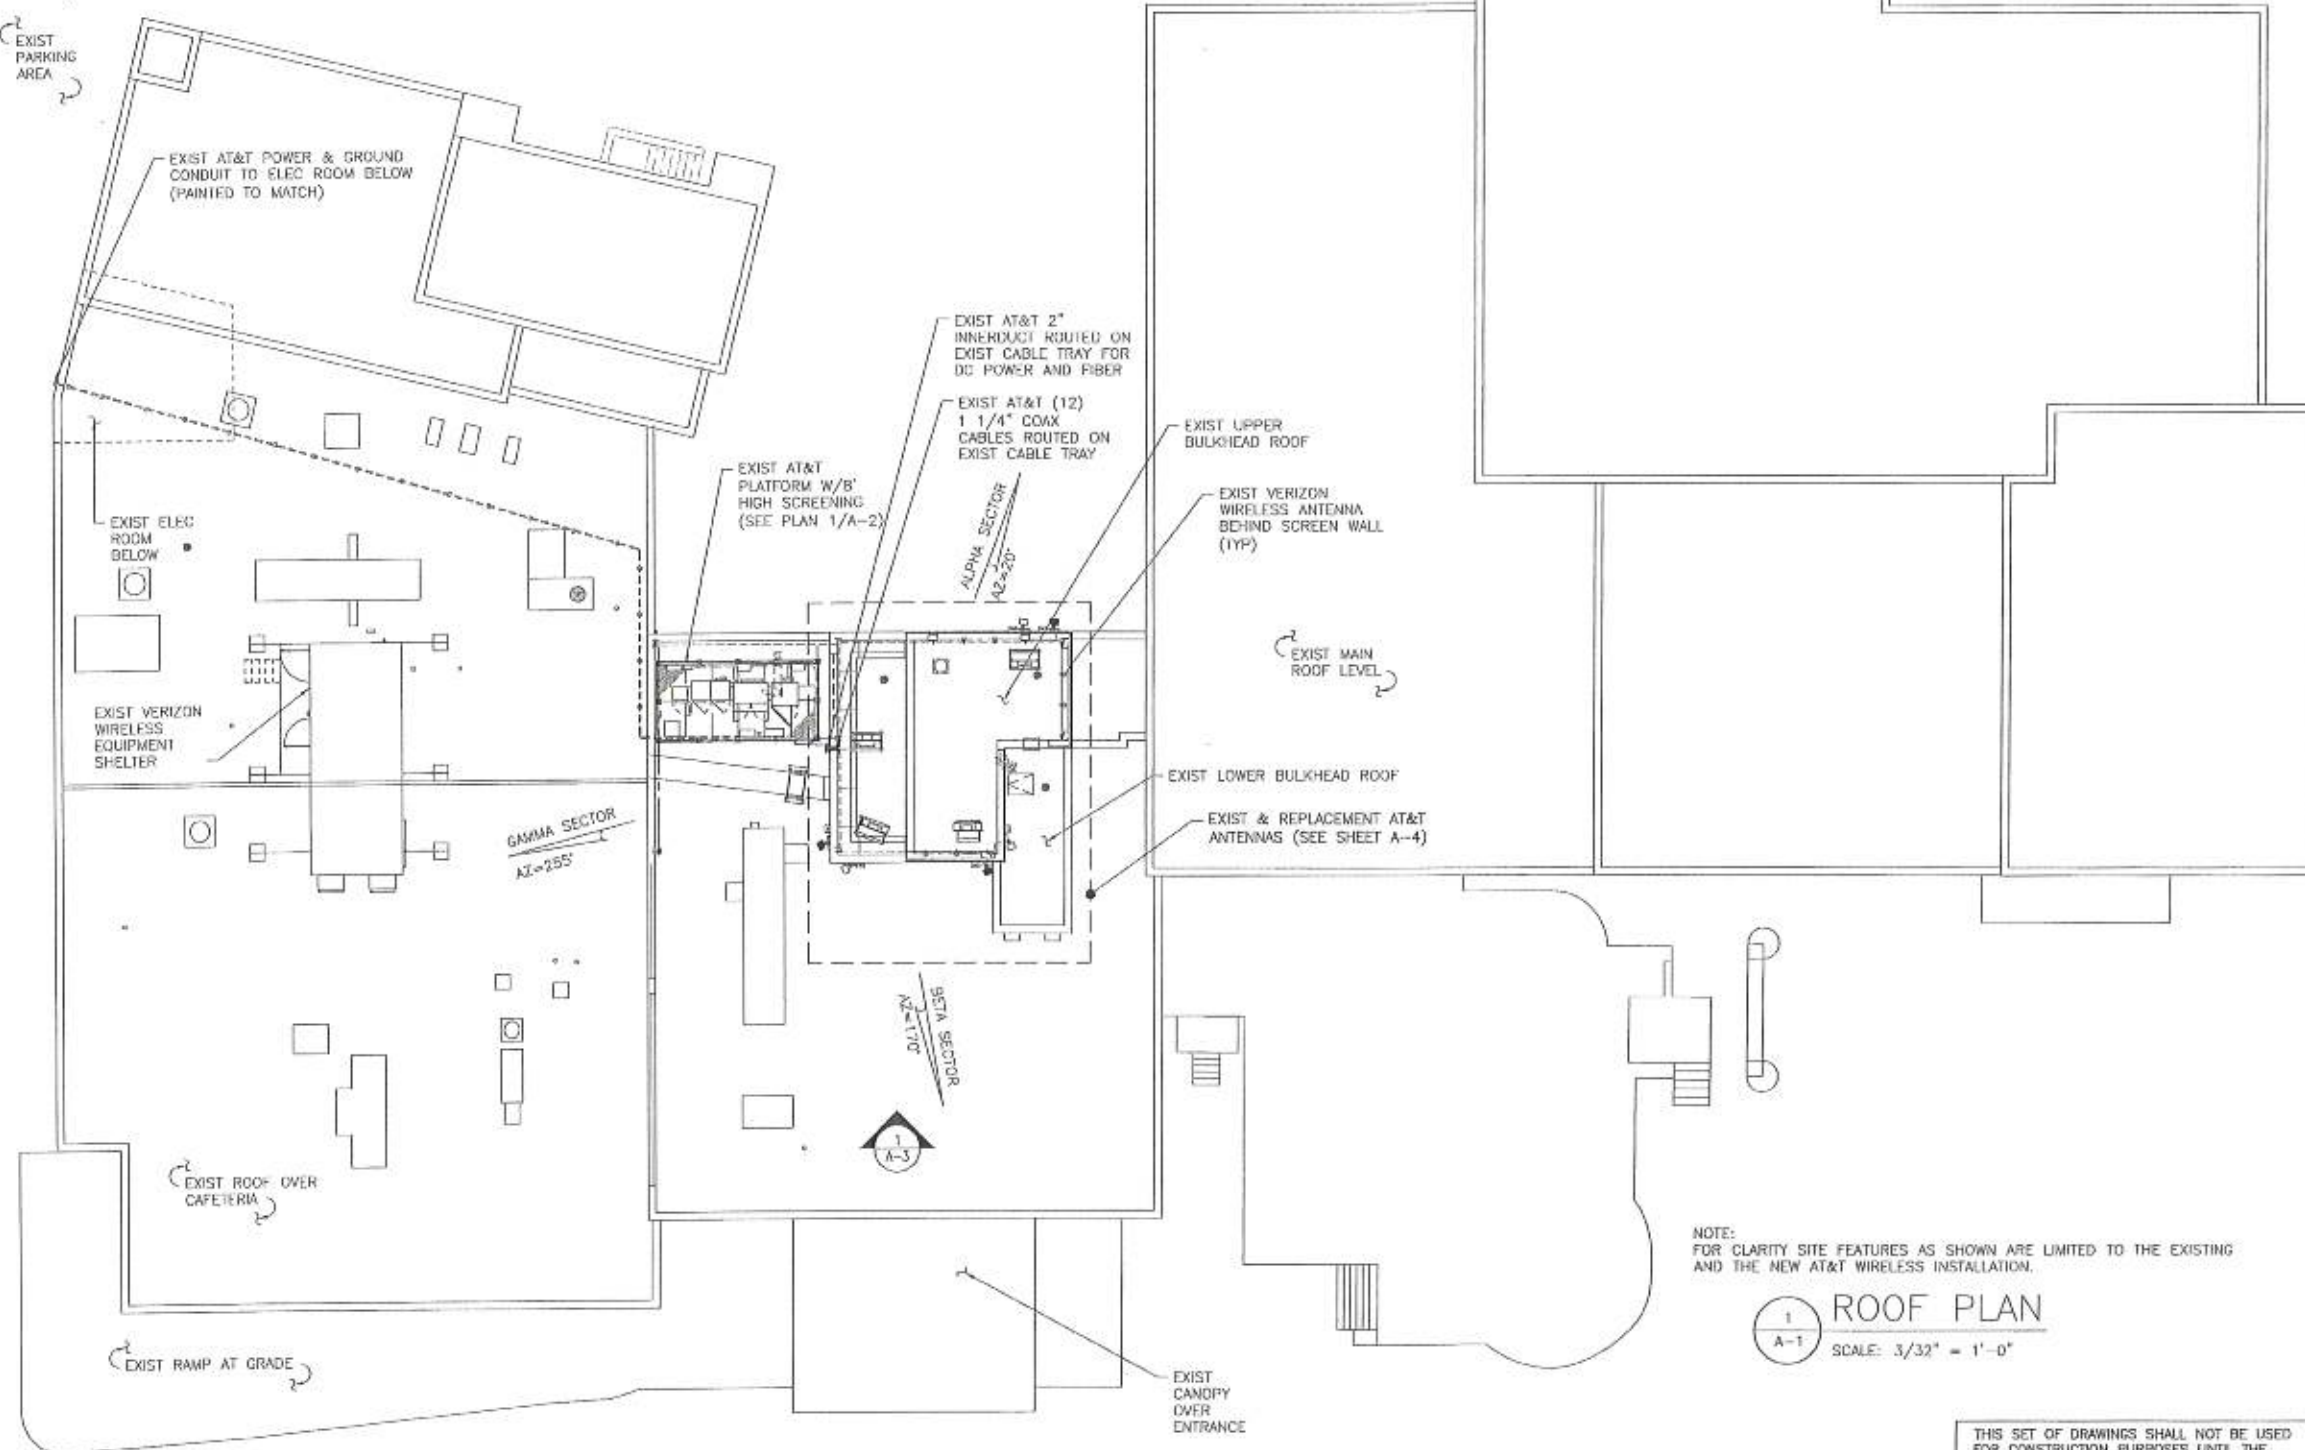 EXIST
PARKING
AREA
EXIST AT&T POWER & GROUND
CONDUIT TO ELEC ROOM BELOW
(PAINTED TO MATCH)
EXIST AT&T 2"
INNERDUCT ROUTED ON
EXIST CABLE TRAY FOR
DC POWER AND FIBER
EXIST AT&T (12)
1 1/4" COAX
CABLES ROUTED ON
EXIST CABLE TRAY
EXIST UPPER
BULKHEAD ROOF
EXIST AT&T
PLATFORM W/8'
HIGH SCREENING
(SEE PLAN 1/A-2)
ALPHA SECTOR
AZ=20°
EXIST VERIZON
WIRELESS ANTENNA
BEHIND SCREEN WALL
(TYP)
EXIST ELEC
ROOM
BELOW
EXIST MAIN
ROOF LEVEL
EXIST VERIZON
WIRELESS
EQUIPMENT
SHELTER
EXIST LOWER BULKHEAD ROOF
GAMMA SECTOR
AZ=255°
EXIST & REPLACEMENT AT&T
ANTENNAS (SEE SHEET A-4)
BETA SECTOR
AZ=170°
1
A-3
EXIST ROOF OVER
CAFETERIA
NOTE:
FOR CLARITY SITE FEATURES AS SHOWN ARE LIMITED TO THE EXISTING
AND THE NEW AT&T WIRELESS INSTALLATION.
1
A-1
ROOF PLAN
SCALE: 3/32" = 1'-0"
EXIST RAMP AT GRADE
EXIST
CANOPY
OVER
ENTRANCE
THIS SET OF DRAWINGS SHALL NOT BE USED
FOR CONSTRUCTION PURPOSES UNTIL THE